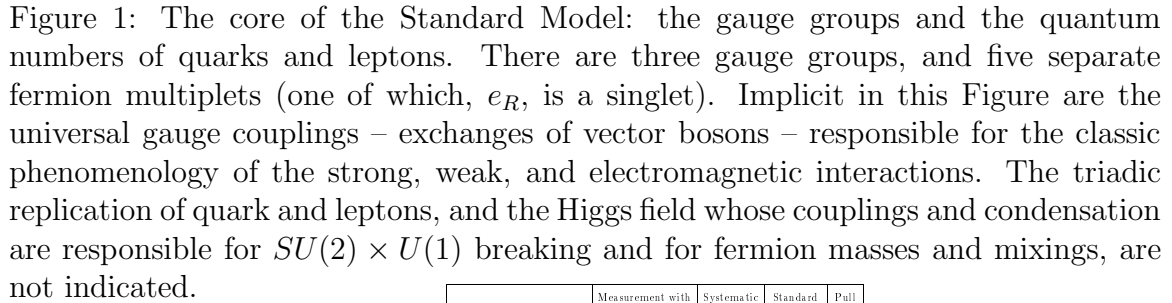 Figure 1: The core of the Standard Model: the gauge groups and the quantum
numbers of quarks and leptons. There are three gauge groups, and five separate
fermion multiplets (one of which, e_R, is a singlet). Implicit in this Figure are the
universal gauge couplings – exchanges of vector bosons – responsible for the classic
phenomenology of the strong, weak, and electromagnetic interactions. The triadic
replication of quark and leptons, and the Higgs field whose couplings and condensation
are responsible for SU(2) × U(1) breaking and for fermion masses and mixings, are
not indicated.
Measurement with Systematic Standard Pull